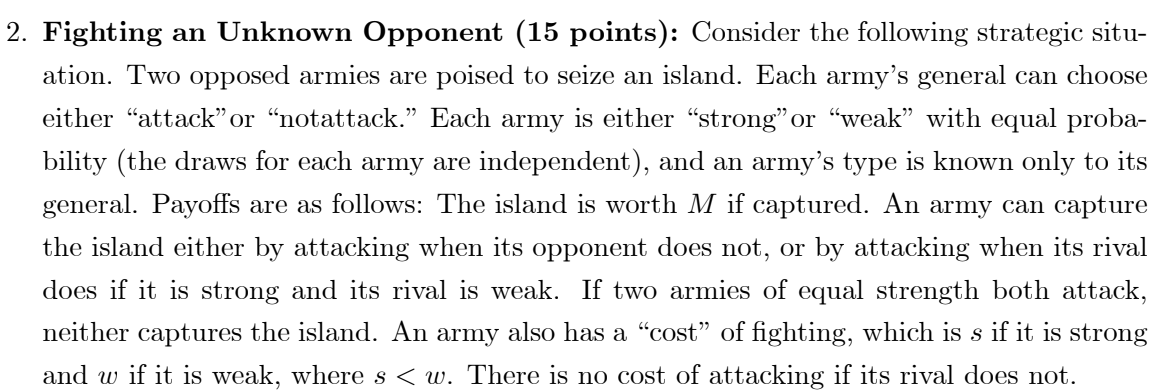 2. Fighting an Unknown Opponent (15 points): Consider the following strategic situ-
ation. Two opposed armies are poised to seize an island. Each army’s general can choose
either “attack”or “notattack.” Each army is either “strong”or “weak” with equal proba-
bility (the draws for each army are independent), and an army’s type is known only to its
general. Payoffs are as follows: The island is worth M if captured. An army can capture
the island either by attacking when its opponent does not, or by attacking when its rival
does if it is strong and its rival is weak. If two armies of equal strength both attack,
neither captures the island. An army also has a “cost” of fighting, which is s if it is strong
and w if it is weak, where s < w. There is no cost of attacking if its rival does not.